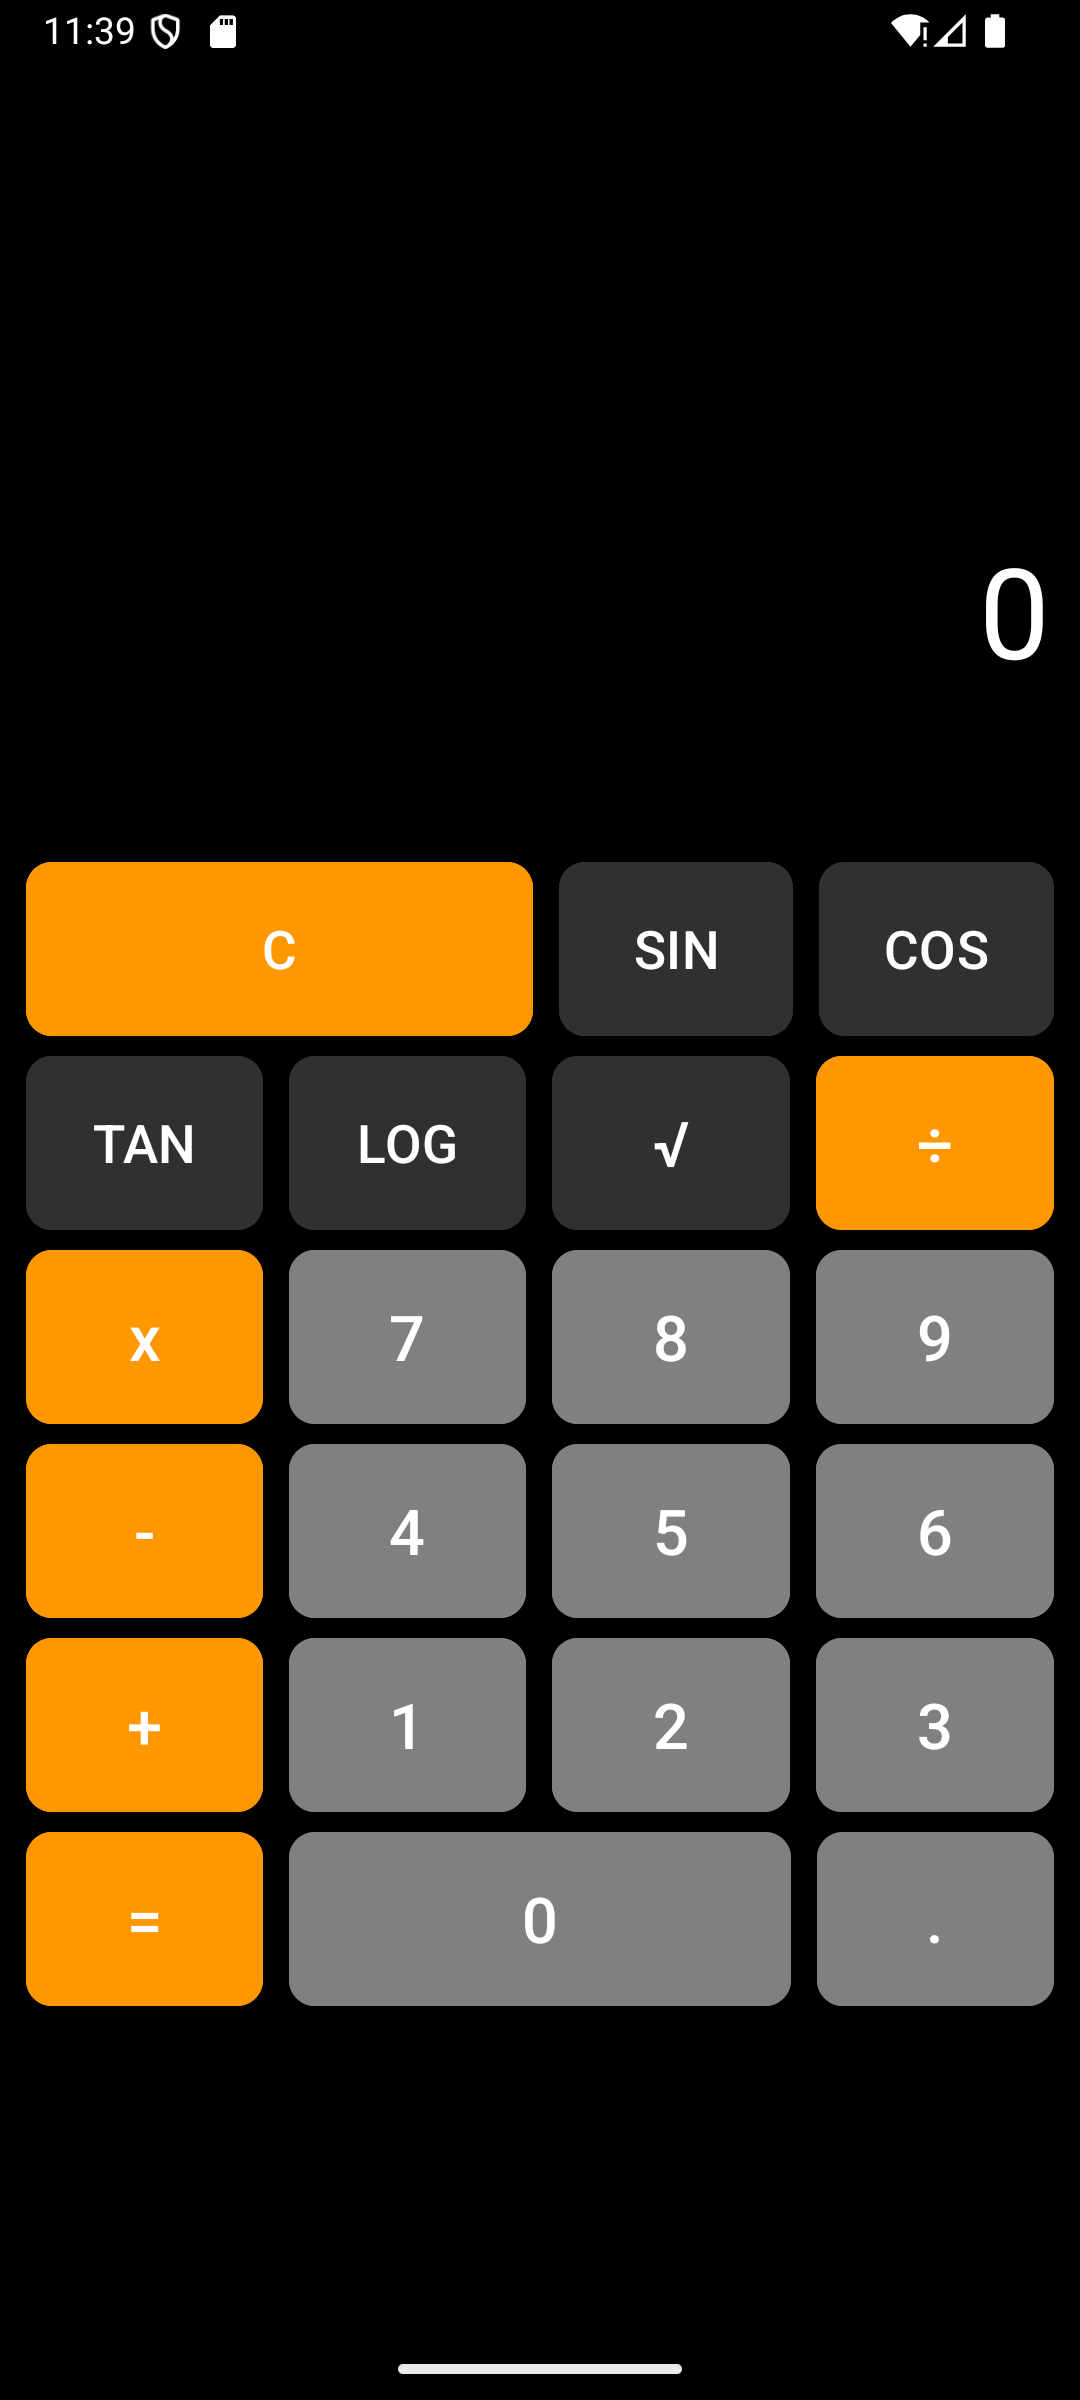 11:39
0
C SIN COS
TAN LOG √ ÷
x 7 8 9
- 4 5 6
+ 1 2 3
= 0 .